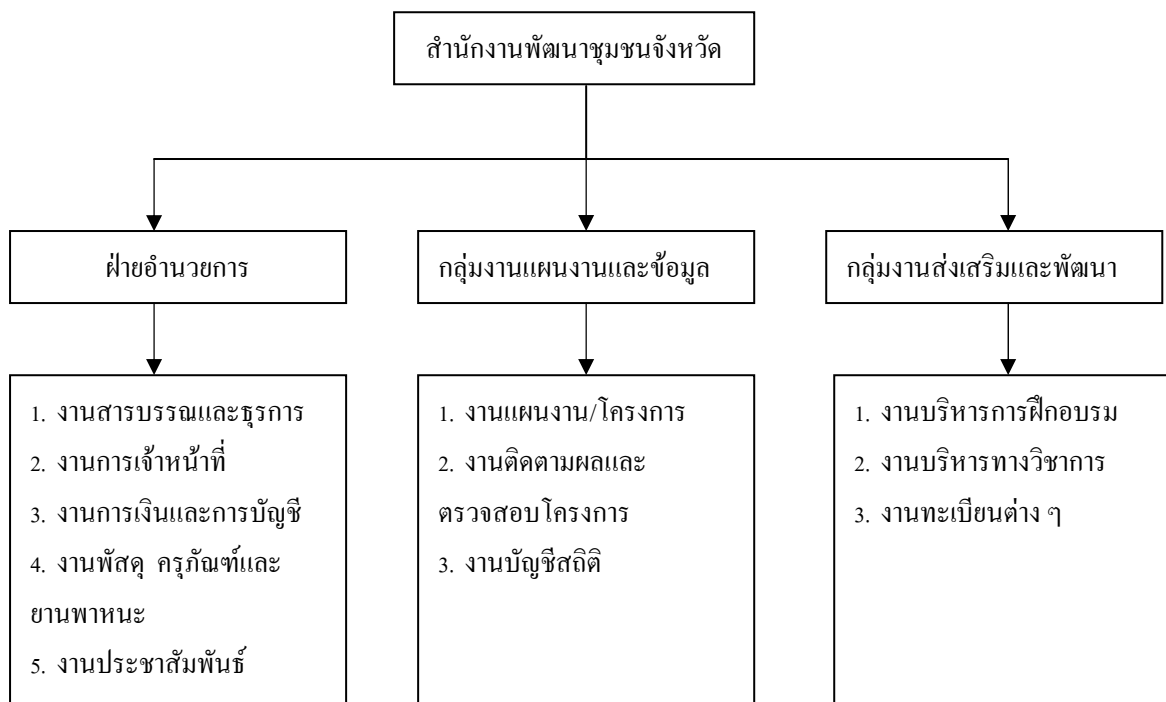 สำนักงานพัฒนาชุมชนจังหวัด
ฝ่ายอำนวยการ
กลุ่มงานแผนงานและข้อมูล
กลุ่มงานส่งเสริมและพัฒนา
1. งานสารบรรณและธุรการ
2. งานการเจ้าหน้าที่
3. งานการเงินและการบัญชี
4. งานพัสดุ ครุภัณฑ์และ
ยานพาหนะ
5. งานประชาสัมพันธ์
1. งานแผนงาน/โครงการ
2. งานติดตามผลและ
ตรวจสอบโครงการ
3. งานบัญชีสถิติ
1. งานบริหารการฝึกอบรม
2. งานบริหารทางวิชาการ
3. งานทะเบียนต่าง ๆ